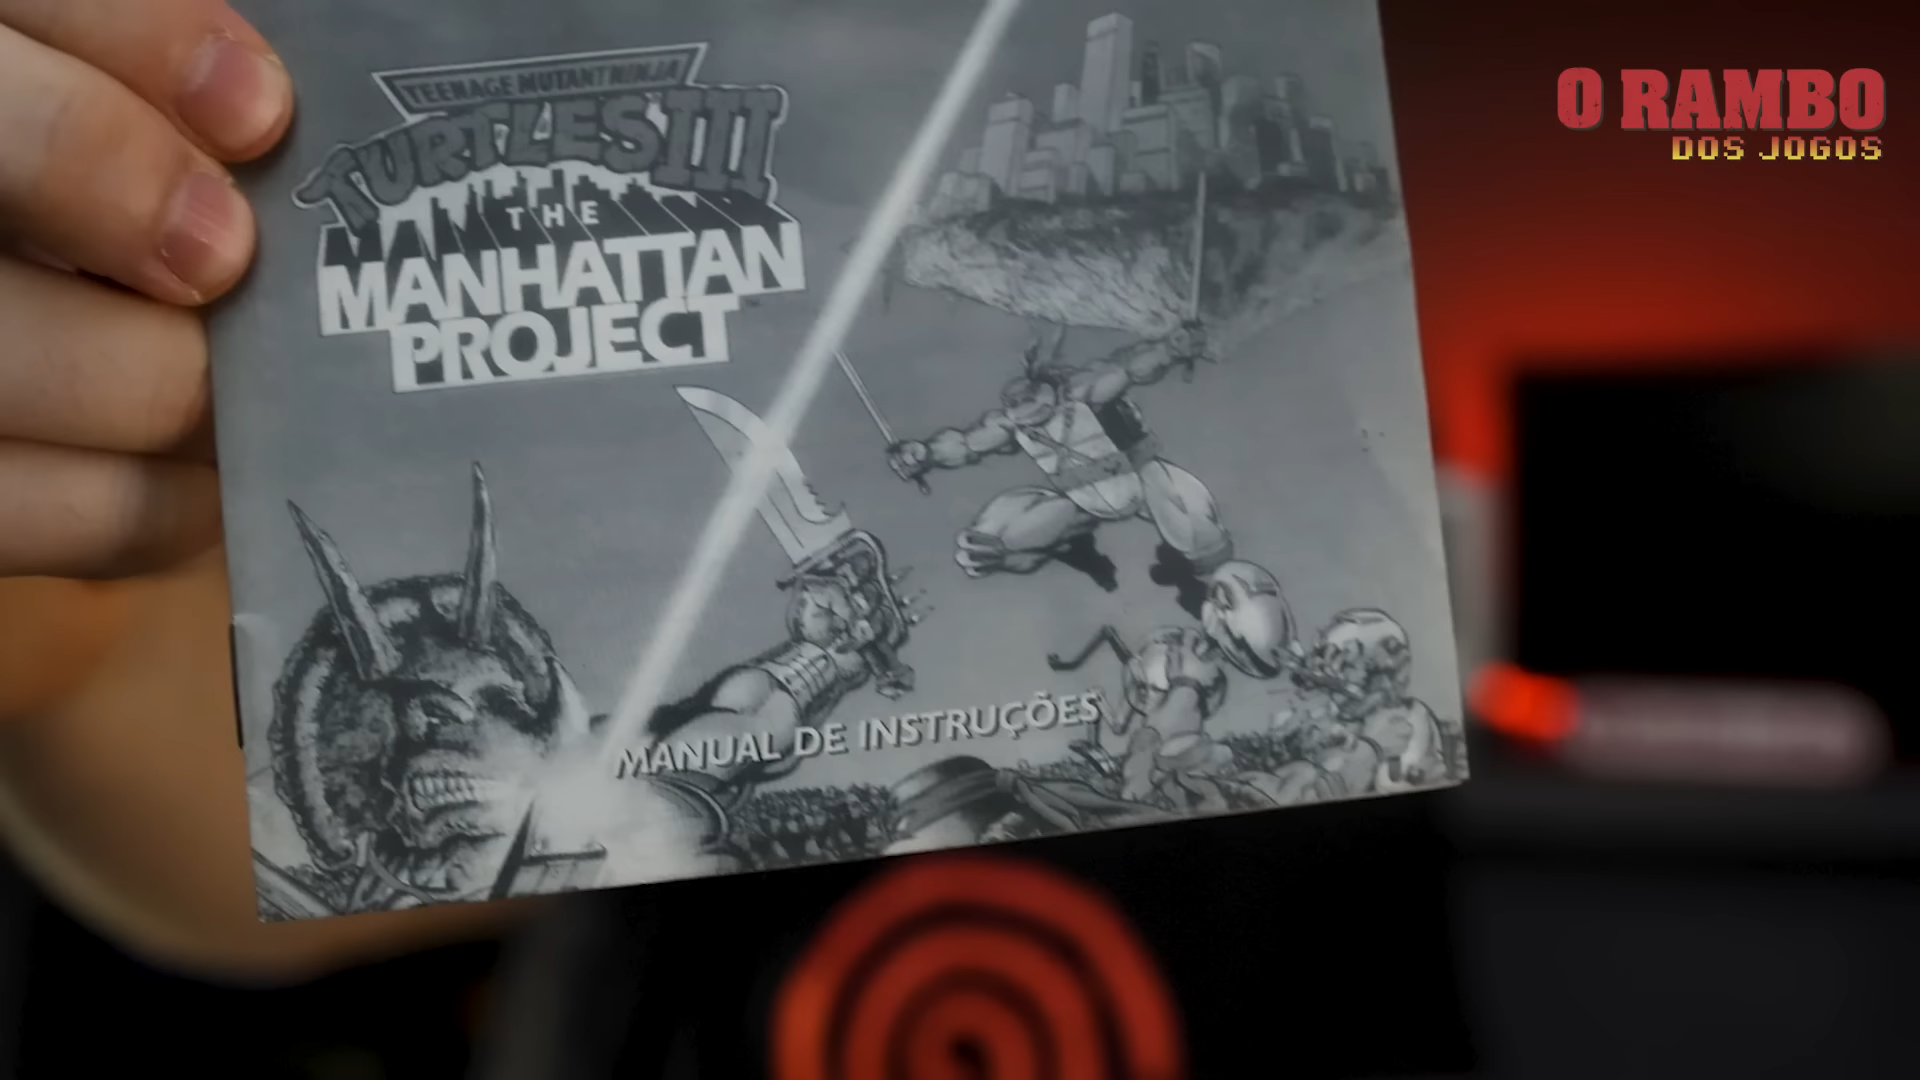 TEENAGE MUTANT NINJA
TURTLES III
THE
MANHATTAN
PROJECT
MANUAL DE INSTRUÇÕES
O RAMBO
DOS JOGOS